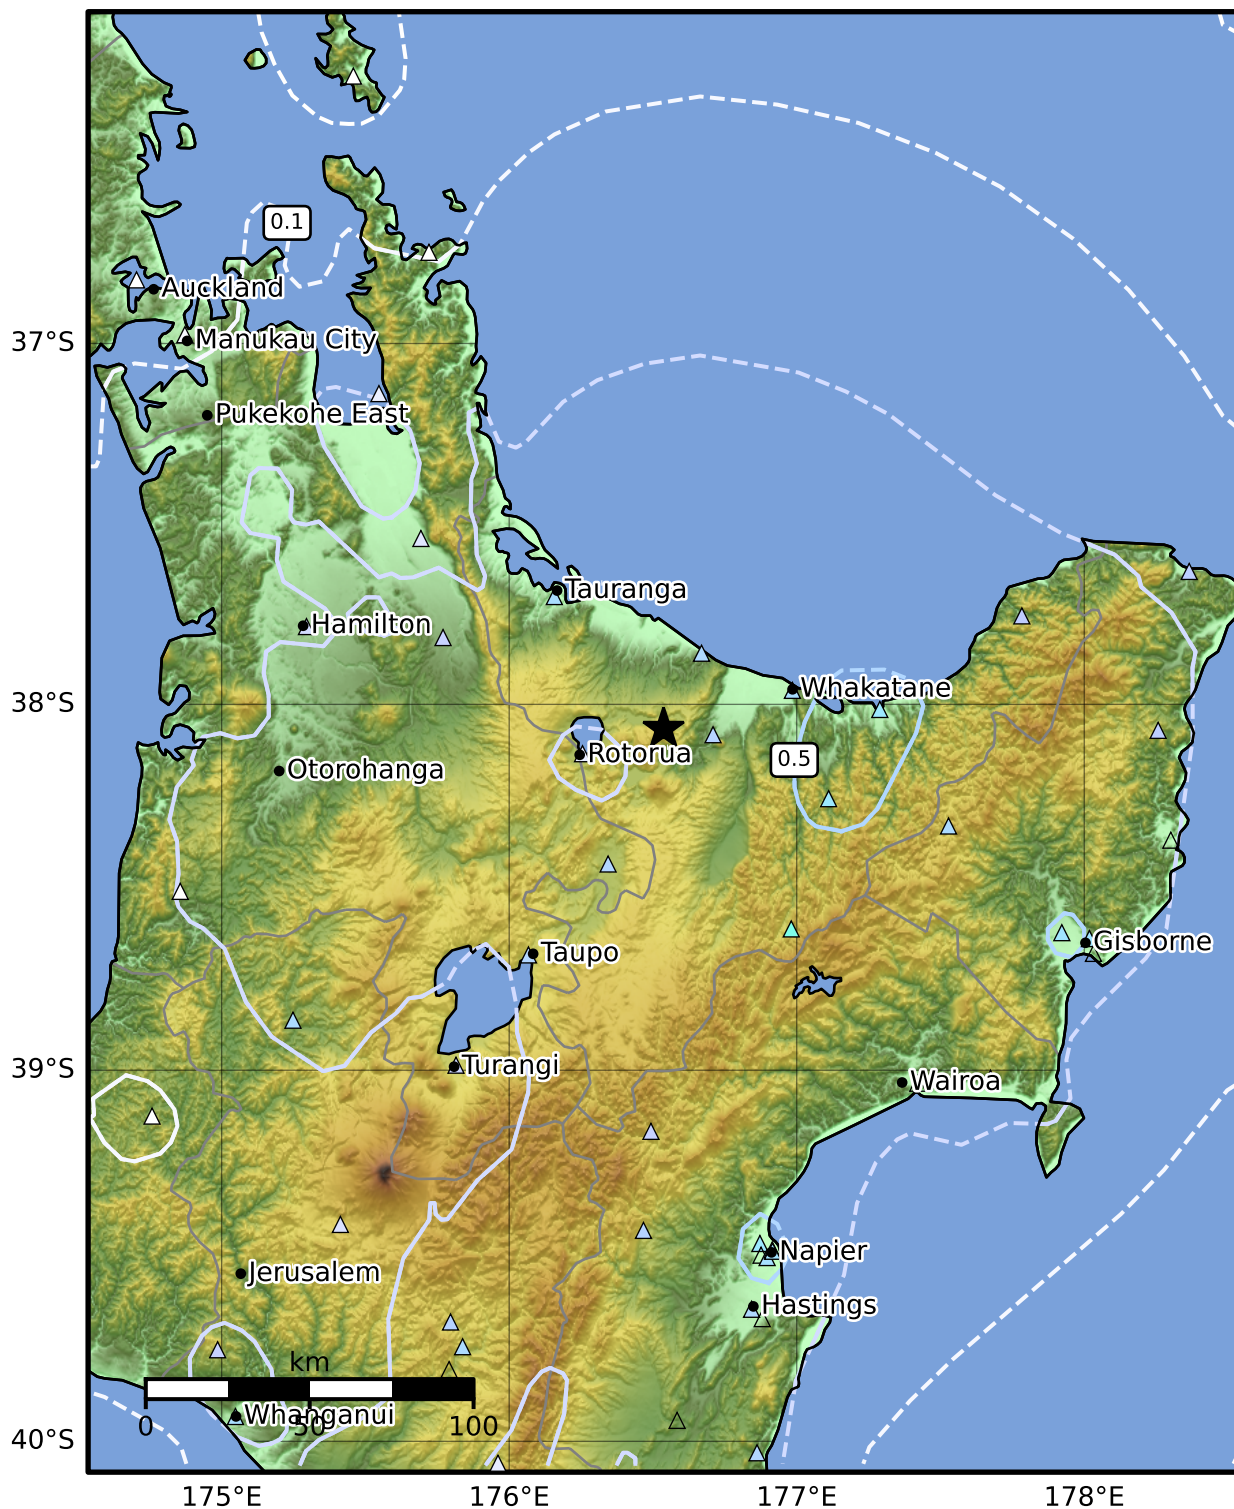 0.1
Auckland
37°S
Manukau City
Pukekohe East
Tauranga
Hamilton
Whakatane
38°S
Rotorua
0.5
Otorohanga
Gisborne
Taupo
39°S
Turangi
Wairoa
Napier
Jerusalem
Hastings
km
Whanganui
0 50 100
40°S
175°E 176°E 177°E 178°E